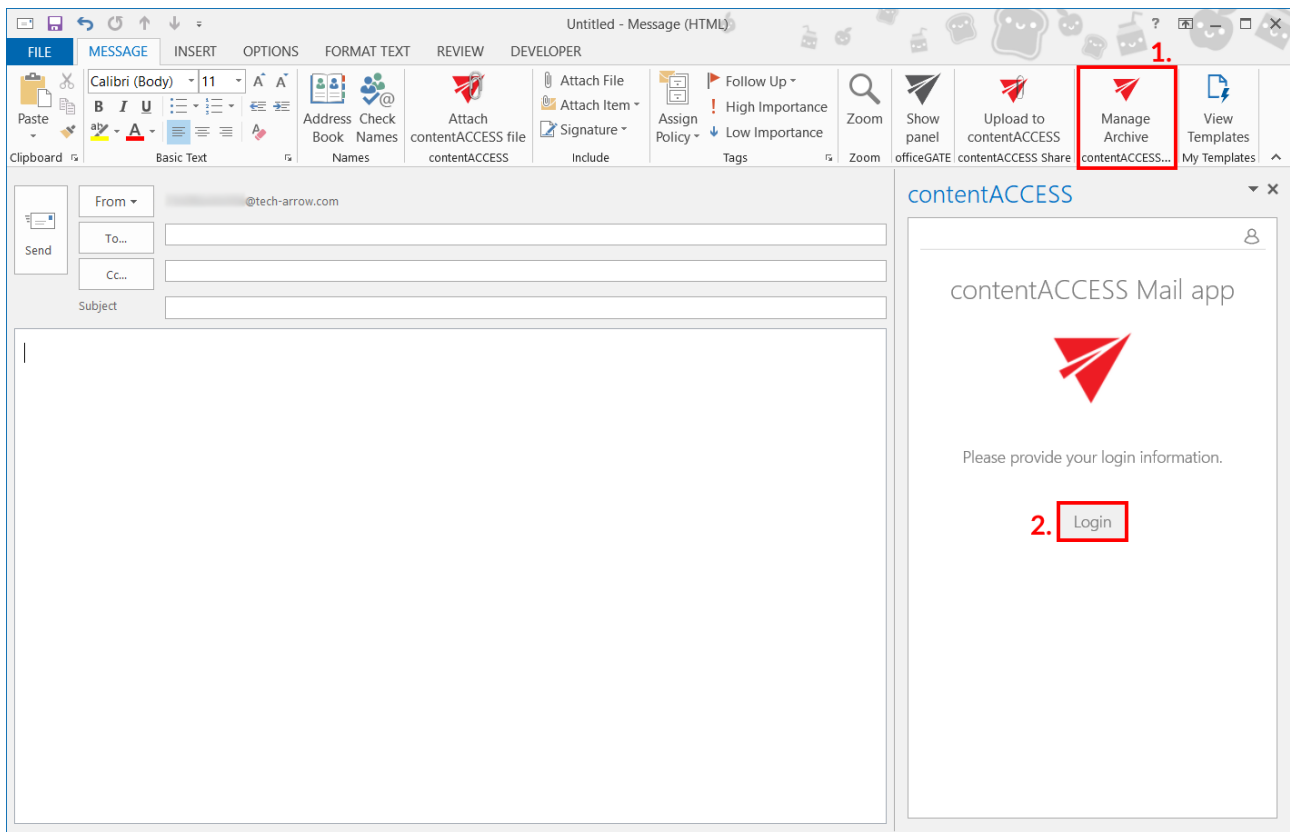 Untitled - Message (HTML)
?
1.
FILE MESSAGE INSERT OPTIONS FORMAT TEXT REVIEW DEVELOPER
Paste
Clipboard
Calibri (Body) 11 A A
B I U
aby A
Basic Text
Address Book
Check Names
Names
Attach
contentACCESS file
contentACCESS
Attach File
Attach Item
Signature
Include
Assign
Policy
Follow Up
! High Importance
Low Importance
Tags
Zoom
Zoom
Show
panel
officeGATE
Upload to
contentACCESS
contentACCESS Share
Manage
Archive
contentACCESS...
View
Templates
My Templates
Send
From
@tech-arrow.com
To...
Cc...
Subject
contentACCESS
contentACCESS Mail app
Please provide your login information.
2. Login